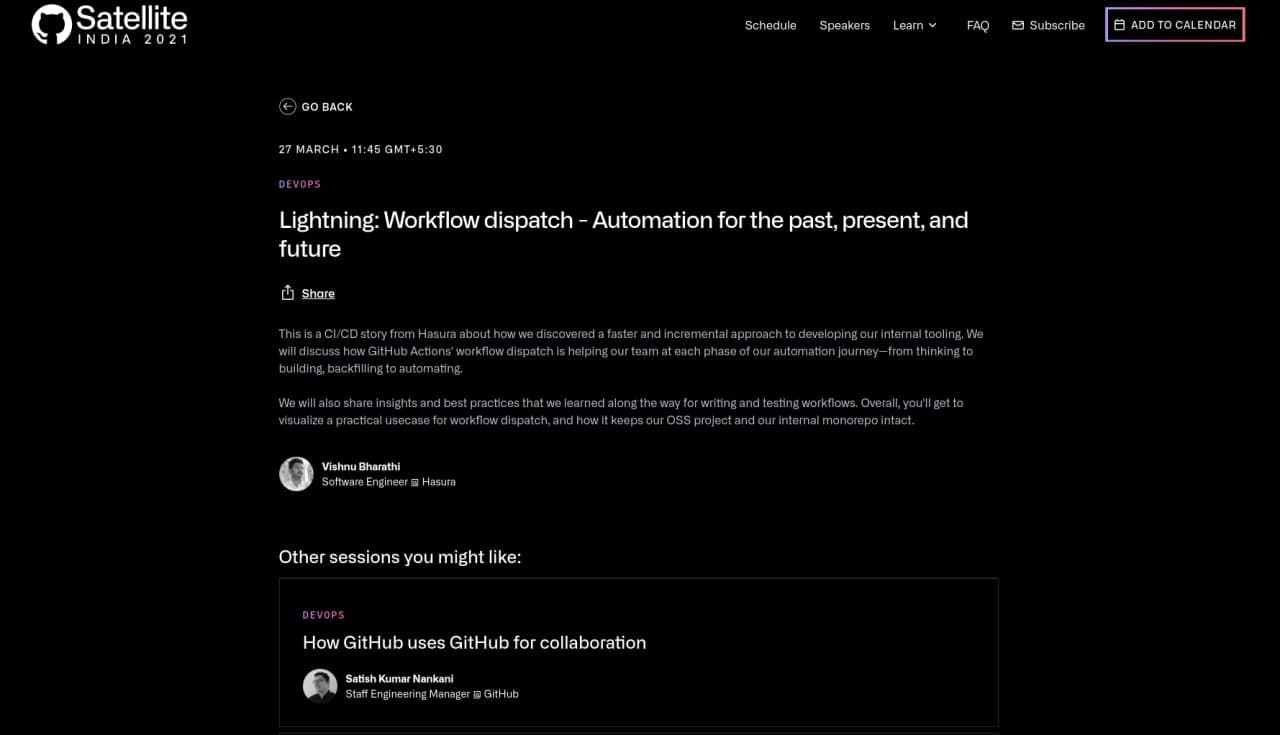 Satellite
INDIA 2021
Schedule
Speakers
Learn
FAQ
Subscribe
ADD TO CALENDAR
GO BACK
27 MARCH • 11:45 GMT+5:30
DEVOPS
Lightning: Workflow dispatch - Automation for the past, present, and
future
Share
This is a CI/CD story from Hasura about how we discovered a faster and incremental approach to developing our internal tooling. We
will discuss how GitHub Actions' workflow dispatch is helping our team at each phase of our automation journey—from thinking to
building, backfilling to automating.
We will also share insights and best practices that we learned along the way for writing and testing workflows. Overall, you'll get to
visualize a practical usecase for workflow dispatch, and how it keeps our OSS project and our internal monorepo intact.
Vishnu Bharathi
Software Engineer @ Hasura
Other sessions you might like:
DEVOPS
How GitHub uses GitHub for collaboration
Satish Kumar Nankani
Staff Engineering Manager @ GitHub